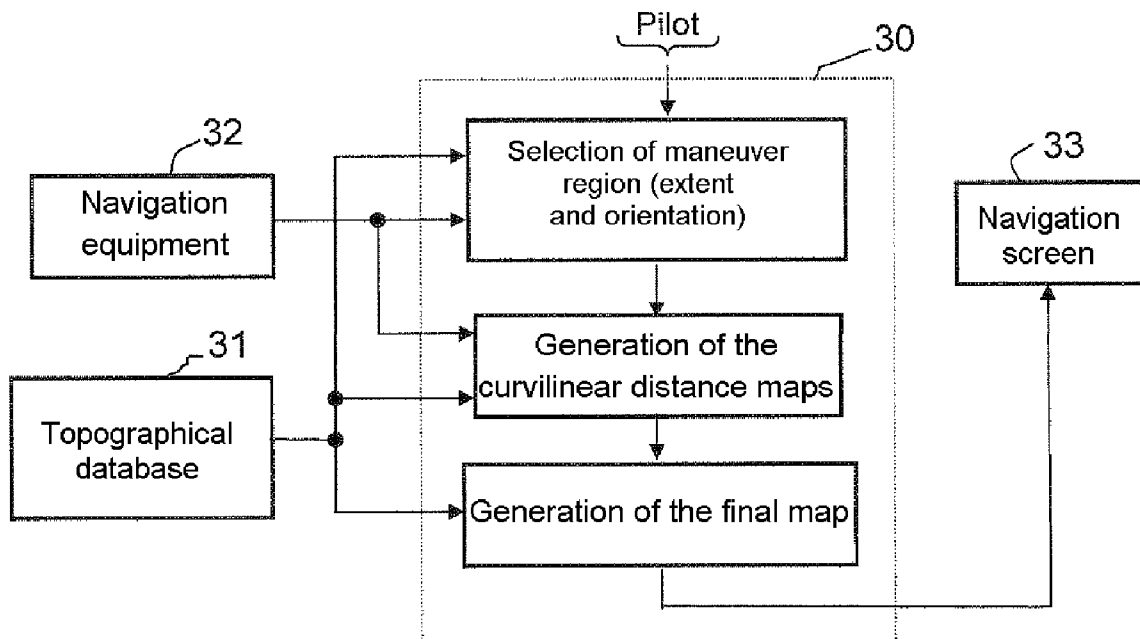 Pilot
30
32
Navigation
equipment
Selection of maneuver
region (extent
and orientation)
33
Navigation
screen
31
Topographical
database
Generation of the
curvilinear distance maps
Generation of the final map